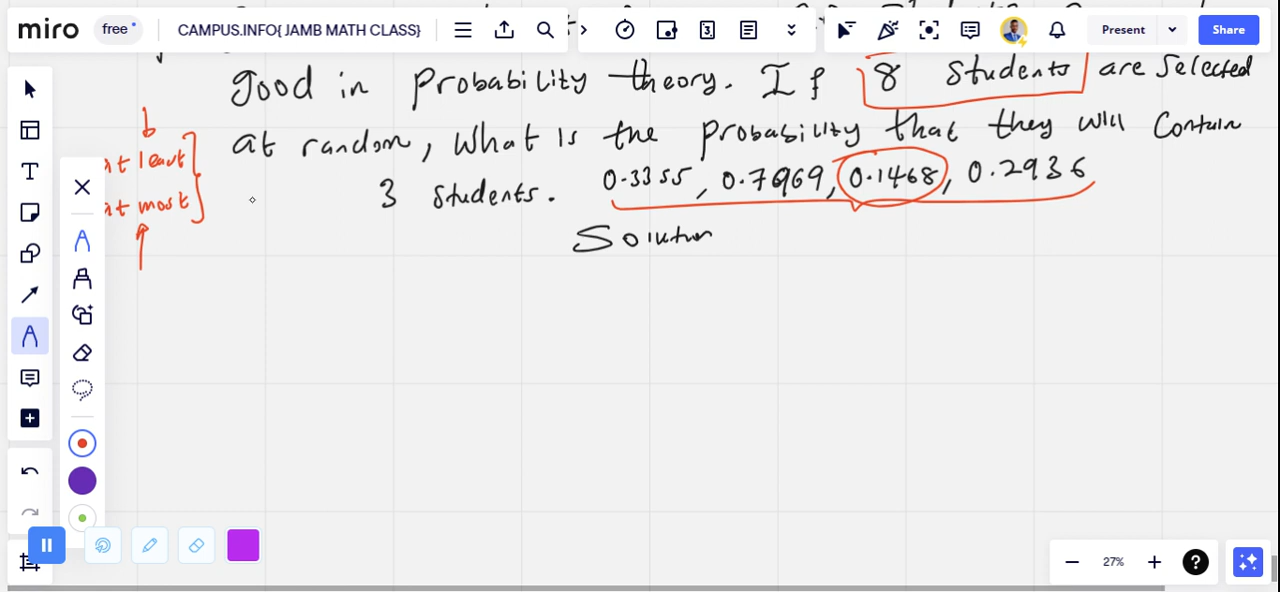 miro free CAMPUS.INFO{ JAMB MATH CLASS} Present Share
good in probability theory. If 8 students are selected
at random, what is the probability that they will contain
3 students. 0.3355, 0.7969, 0.1468, 0.2936
at least
at most
Solution
27%